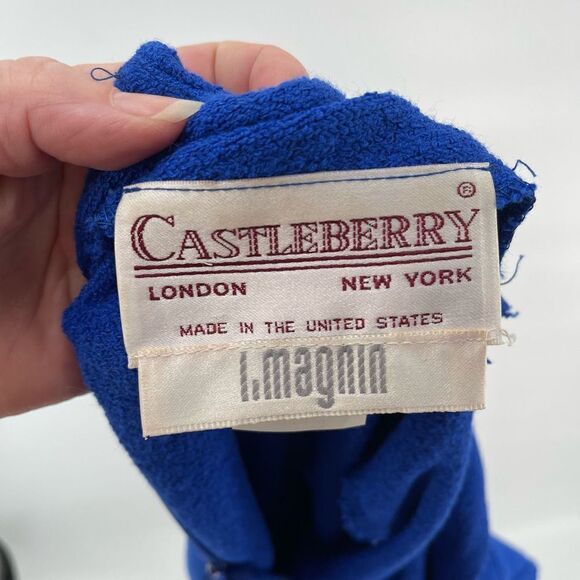 ®
CASTLEBERRY
LONDON NEW YORK
MADE IN THE UNITED STATES
I.magnin